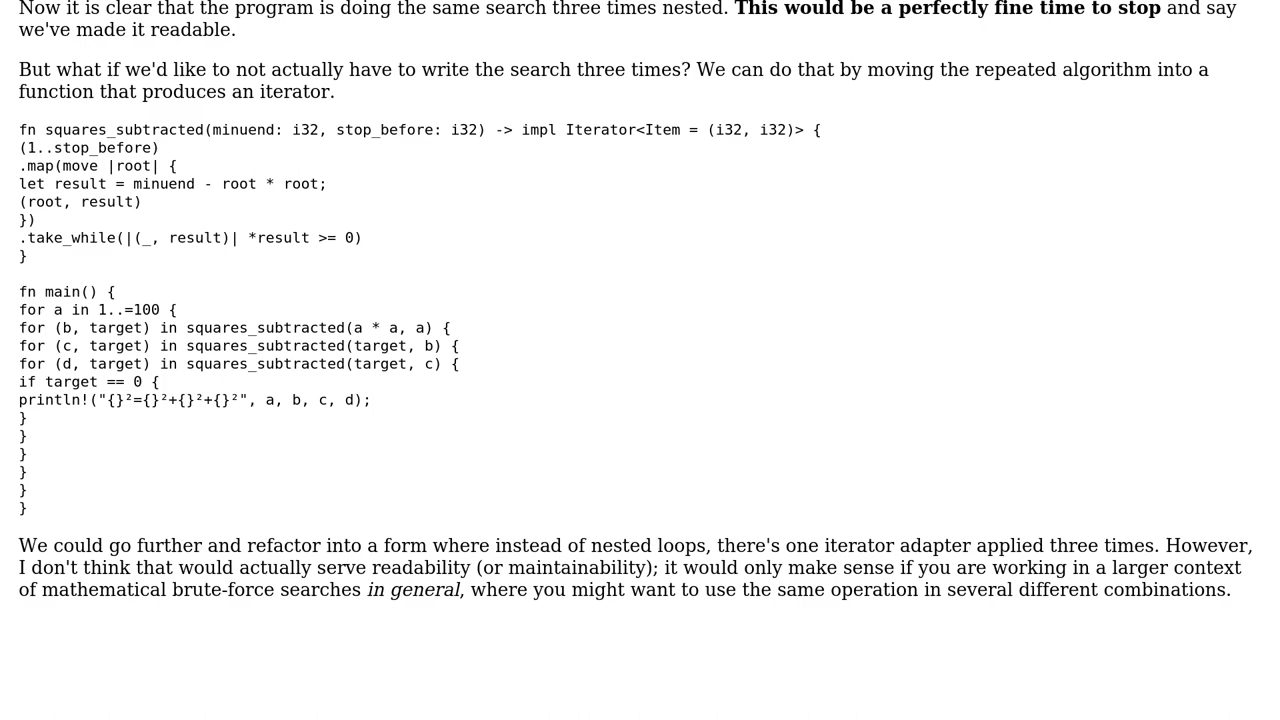 Now it is clear that the program is doing the same search three times nested. This would be a perfectly fine time to stop and say
we've made it readable.
But what if we'd like to not actually have to write the search three times? We can do that by moving the repeated algorithm into a
function that produces an iterator.
fn squares_subtracted(minuend: i32, stop_before: i32) -> impl Iterator<Item = (i32, i32)> {
(1..stop_before)
.map(move |root| {
let result = minuend - root * root;
(root, result)
})
.take_while(|(_, result)| *result >= 0)
}
fn main() {
for a in 1..=100 {
for (b, target) in squares_subtracted(a * a, a) {
for (c, target) in squares_subtracted(target, b) {
for (d, target) in squares_subtracted(target, c) {
if target == 0 {
println!("{}²={}²+{}²+{}²", a, b, c, d);
}
}
}
}
}
}
We could go further and refactor into a form where instead of nested loops, there's one iterator adapter applied three times. However,
I don't think that would actually serve readability (or maintainability); it would only make sense if you are working in a larger context
of mathematical brute-force searches in general, where you might want to use the same operation in several different combinations.